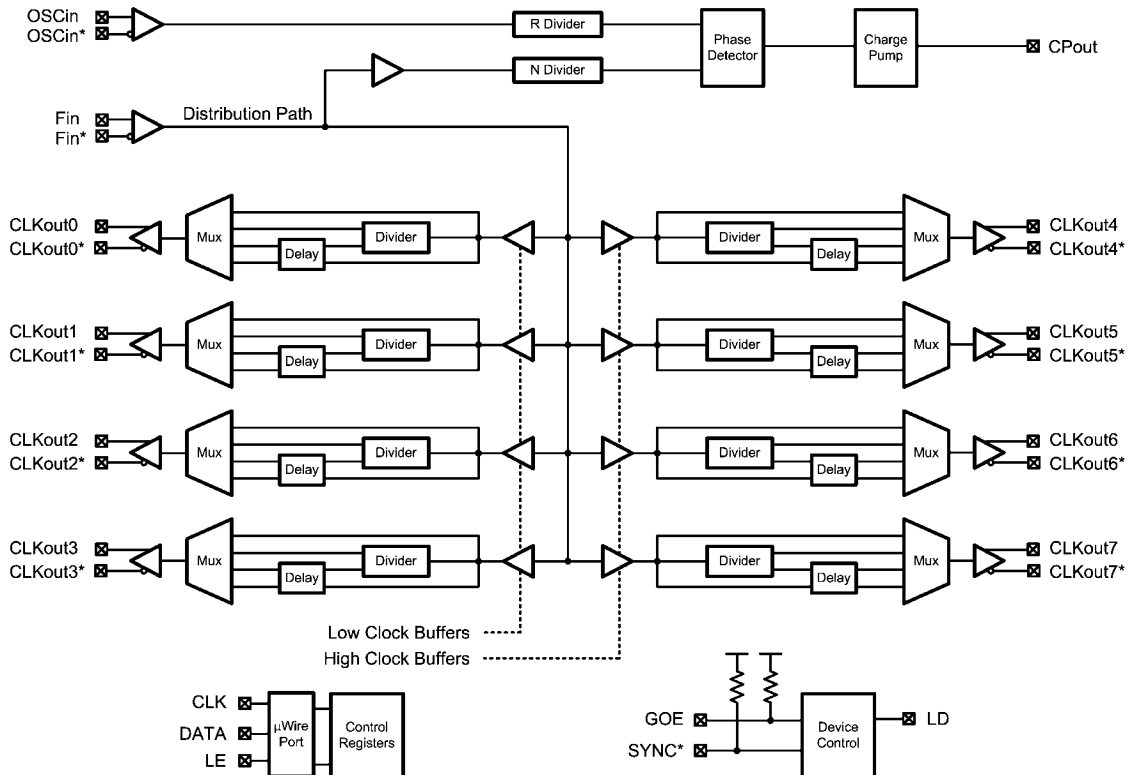 OSCin
OSCin*
R Divider
Phase
Detector
Charge
Pump
CPout
N Divider
Fin
Fin*
Distribution Path
CLKout0
CLKout0*
Mux
Divider
Delay
Divider
Delay
Mux
CLKout4
CLKout4*
CLKout1
CLKout1*
Mux
Divider
Delay
Divider
Delay
Mux
CLKout5
CLKout5*
CLKout2
CLKout2*
Mux
Divider
Delay
Divider
Delay
Mux
CLKout6
CLKout6*
CLKout3
CLKout3*
Mux
Divider
Delay
Divider
Delay
Mux
CLKout7
CLKout7*
Low Clock Buffers
High Clock Buffers
CLK
DATA
LE
μWire
Port
Control
Registers
GOE
SYNC*
Device
Control
LD